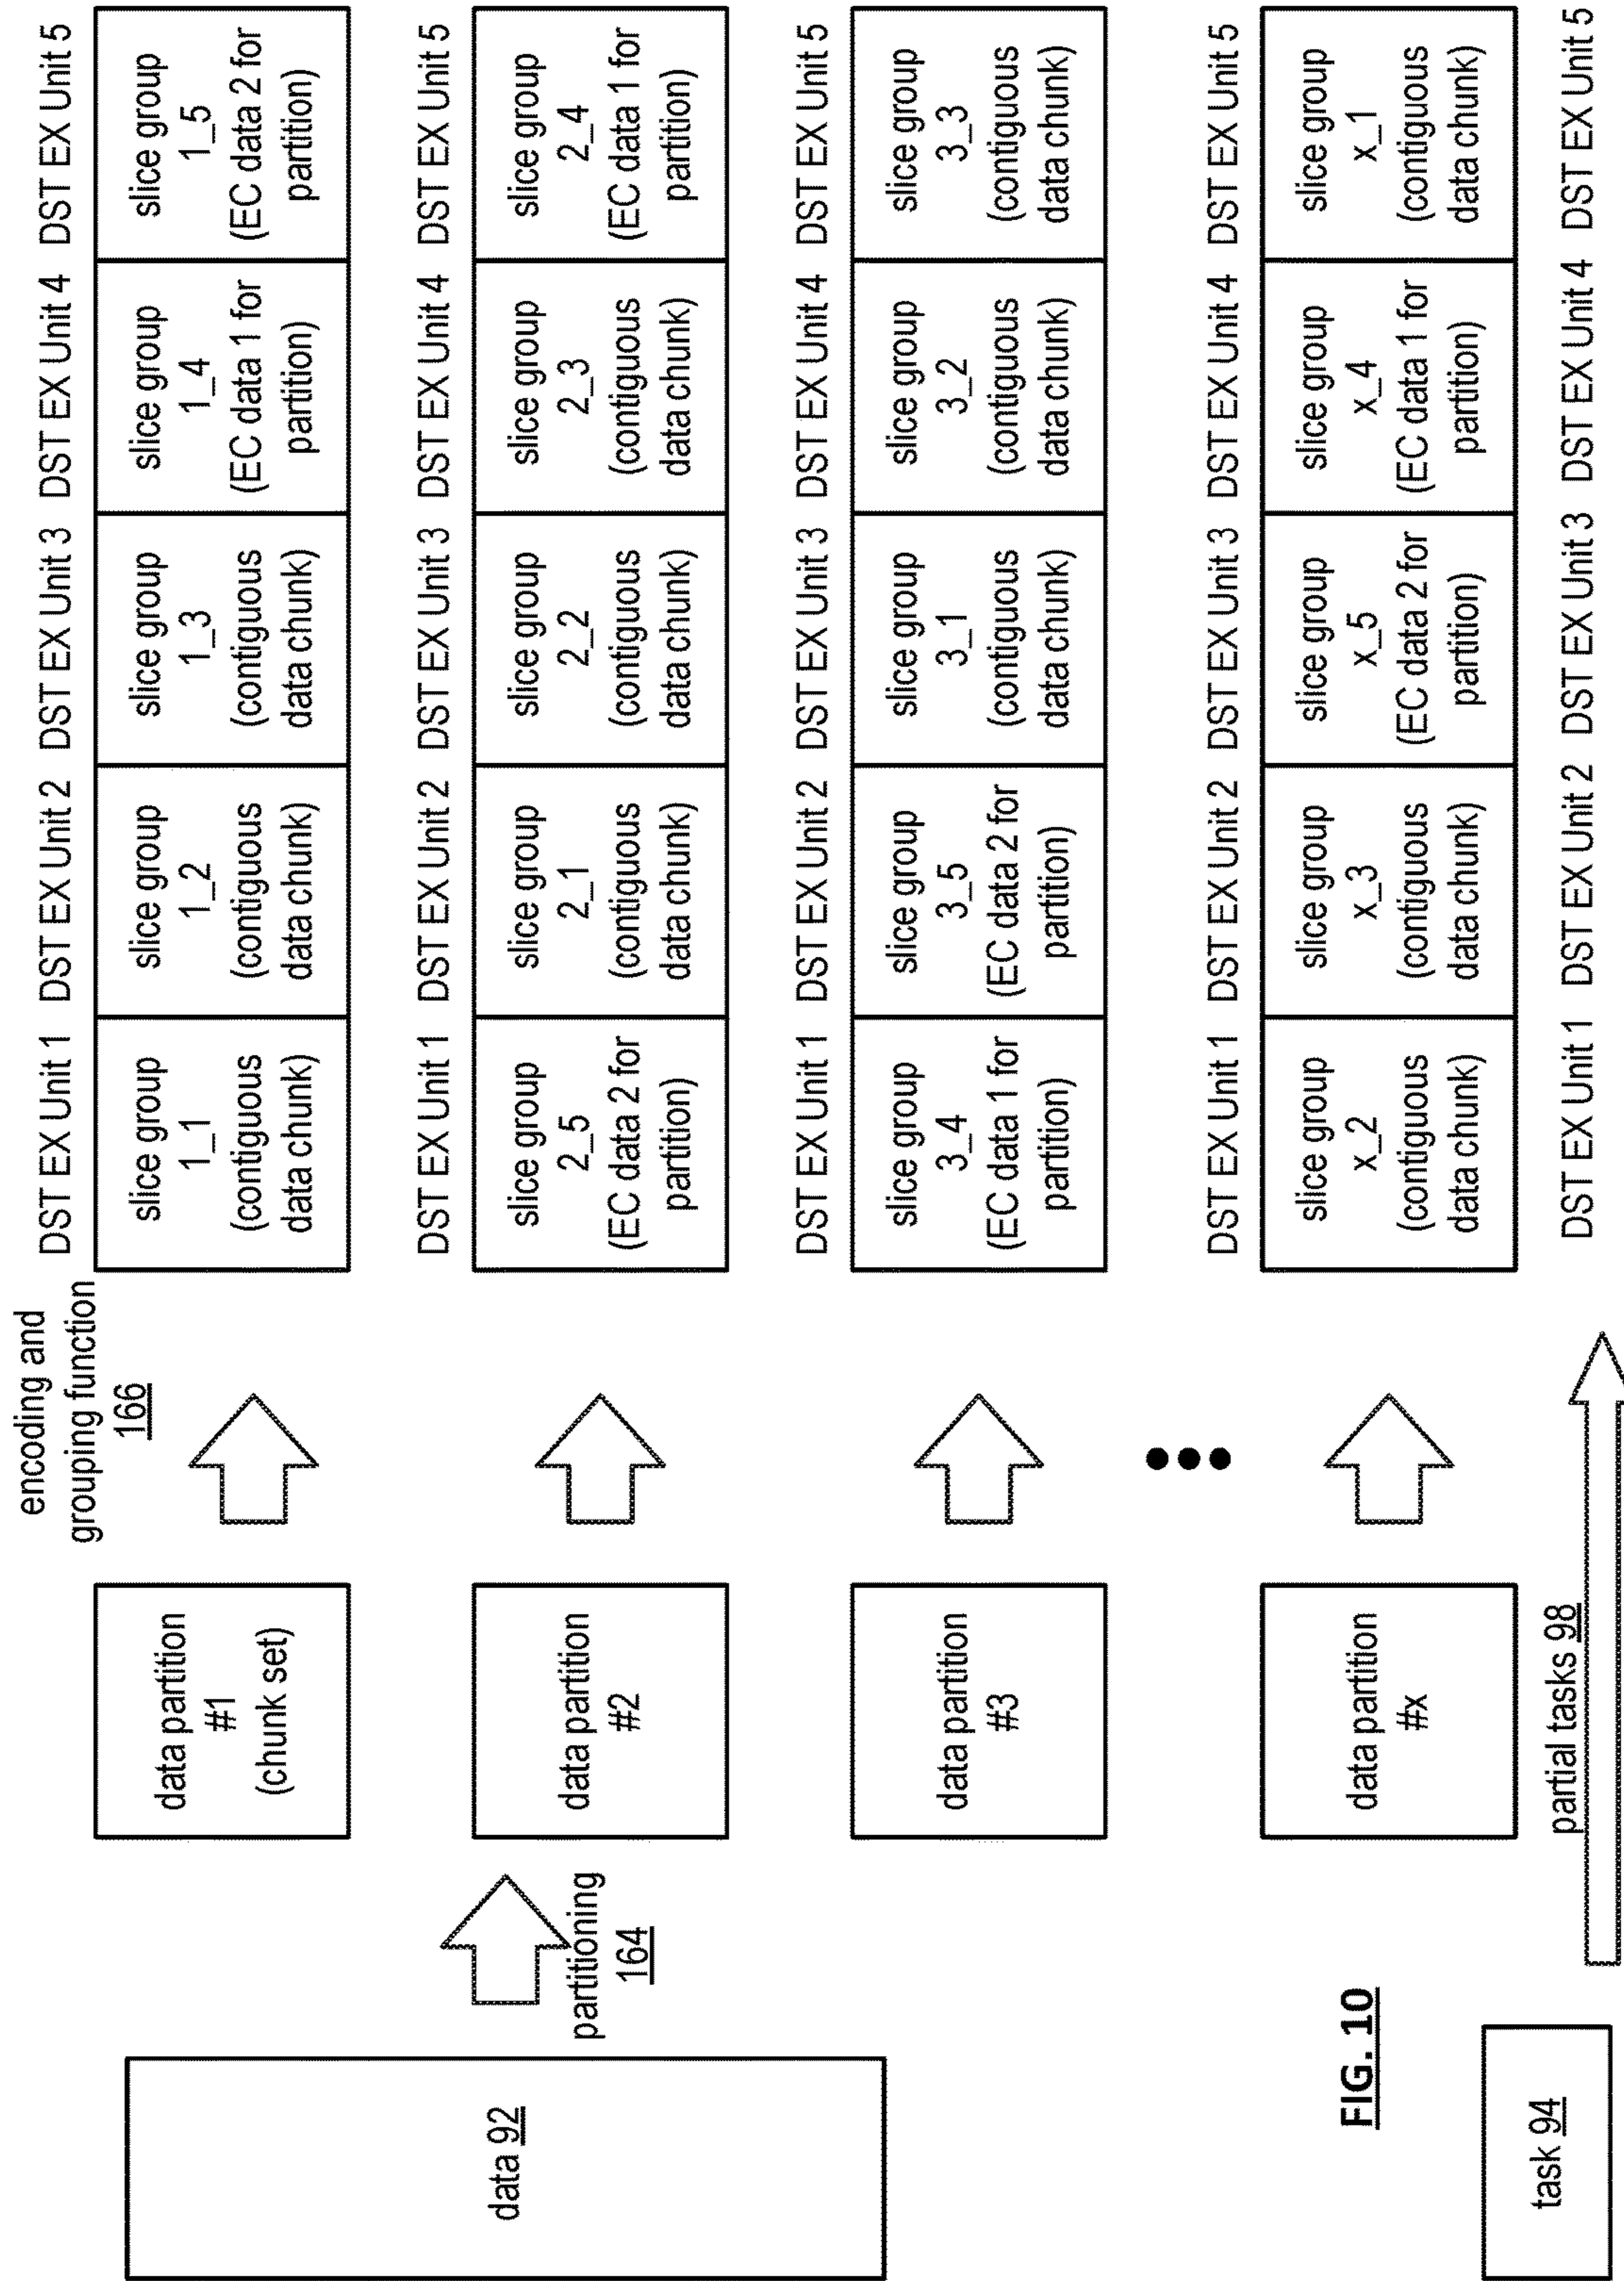 encoding and
grouping function
166
DST EX Unit 1 DST EX Unit 2 DST EX Unit 3 DST EX Unit 4 DST EX Unit 5
data partition
#1
(chunk set)
slice group
1_1
(contiguous
data chunk)
slice group
1_2
(contiguous
data chunk)
slice group
1_3
(contiguous
data chunk)
slice group
1_4
(EC data 1 for
partition)
slice group
1_5
(EC data 2 for
partition)
data 92
partitioning
164
DST EX Unit 1 DST EX Unit 2 DST EX Unit 3 DST EX Unit 4 DST EX Unit 5
data partition
#2
slice group
2_5
(EC data 2 for
partition)
slice group
2_1
(contiguous
data chunk)
slice group
2_2
(contiguous
data chunk)
slice group
2_3
(contiguous
data chunk)
slice group
2_4
(EC data 1 for
partition)
DST EX Unit 1 DST EX Unit 2 DST EX Unit 3 DST EX Unit 4 DST EX Unit 5
data partition
#3
slice group
3_4
(EC data 1 for
partition)
slice group
3_5
(EC data 2 for
partition)
slice group
3_1
(contiguous
data chunk)
slice group
3_2
(contiguous
data chunk)
slice group
3_3
(contiguous
data chunk)
DST EX Unit 1 DST EX Unit 2 DST EX Unit 3 DST EX Unit 4 DST EX Unit 5
data partition
#x
slice group
x_2
(contiguous
data chunk)
slice group
x_3
(contiguous
data chunk)
slice group
x_5
(EC data 2 for
partition)
slice group
x_4
(EC data 1 for
partition)
slice group
x_1
(contiguous
data chunk)
FIG. 10
task 94
partial tasks 98
DST EX Unit 1 DST EX Unit 2 DST EX Unit 3 DST EX Unit 4 DST EX Unit 5